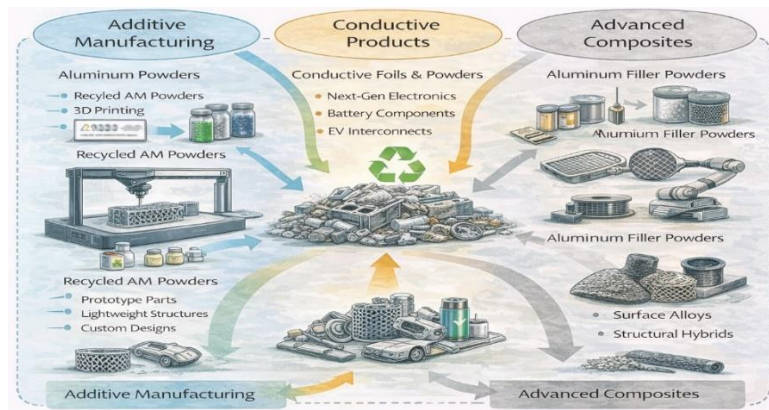 Additive
Manufacturing
Aluminum Powders
Recyled AM Powders
3D Printing
Recycled AM Powders
Recycled AM Powders
Prototype Parts
Lightweight Structures
Custom Designs
Additive Manufacturing
Conductive
Products
Conductive Foils & Powders
Next-Gen Electronics
Battery Components
EV Interconnects
Advanced
Composites
Aluminum Filler Powders
Alumium Filler Powders
Aluminum Filler Powders
Surface Alloys
Structural Hybrids
Advanced Composites